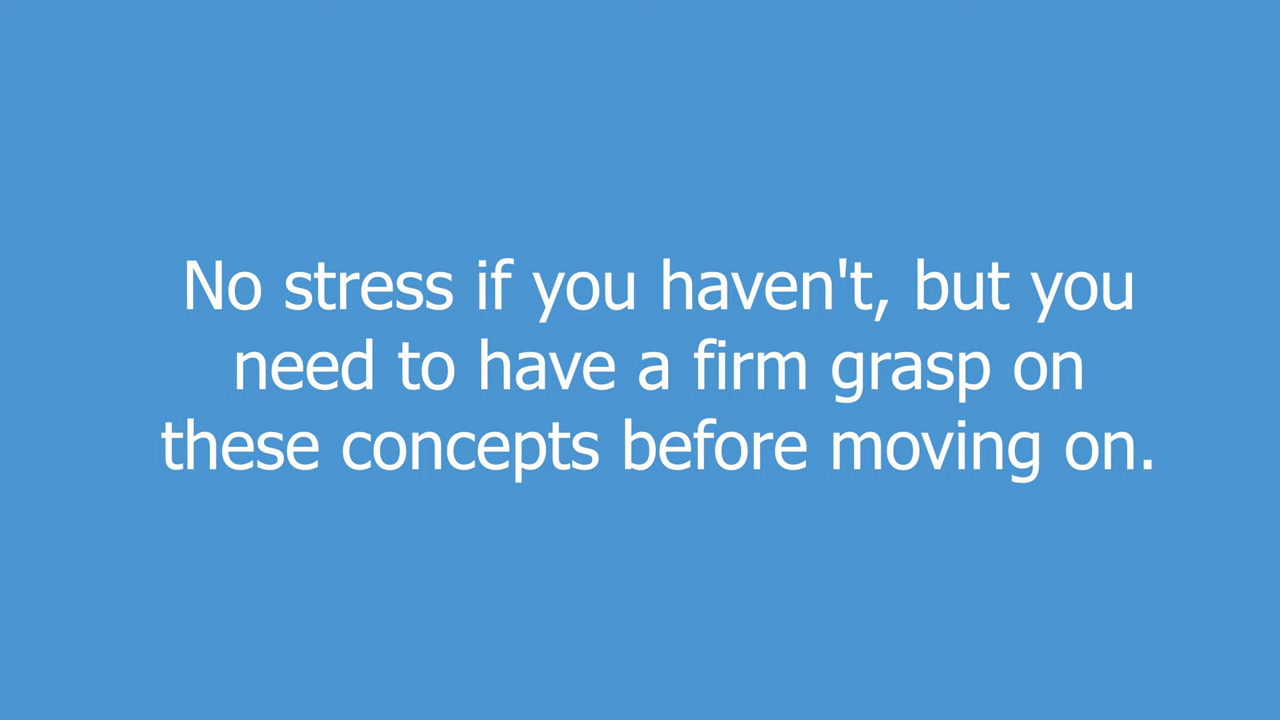 No stress if you haven't, but you
need to have a firm grasp on
these concepts before moving on.